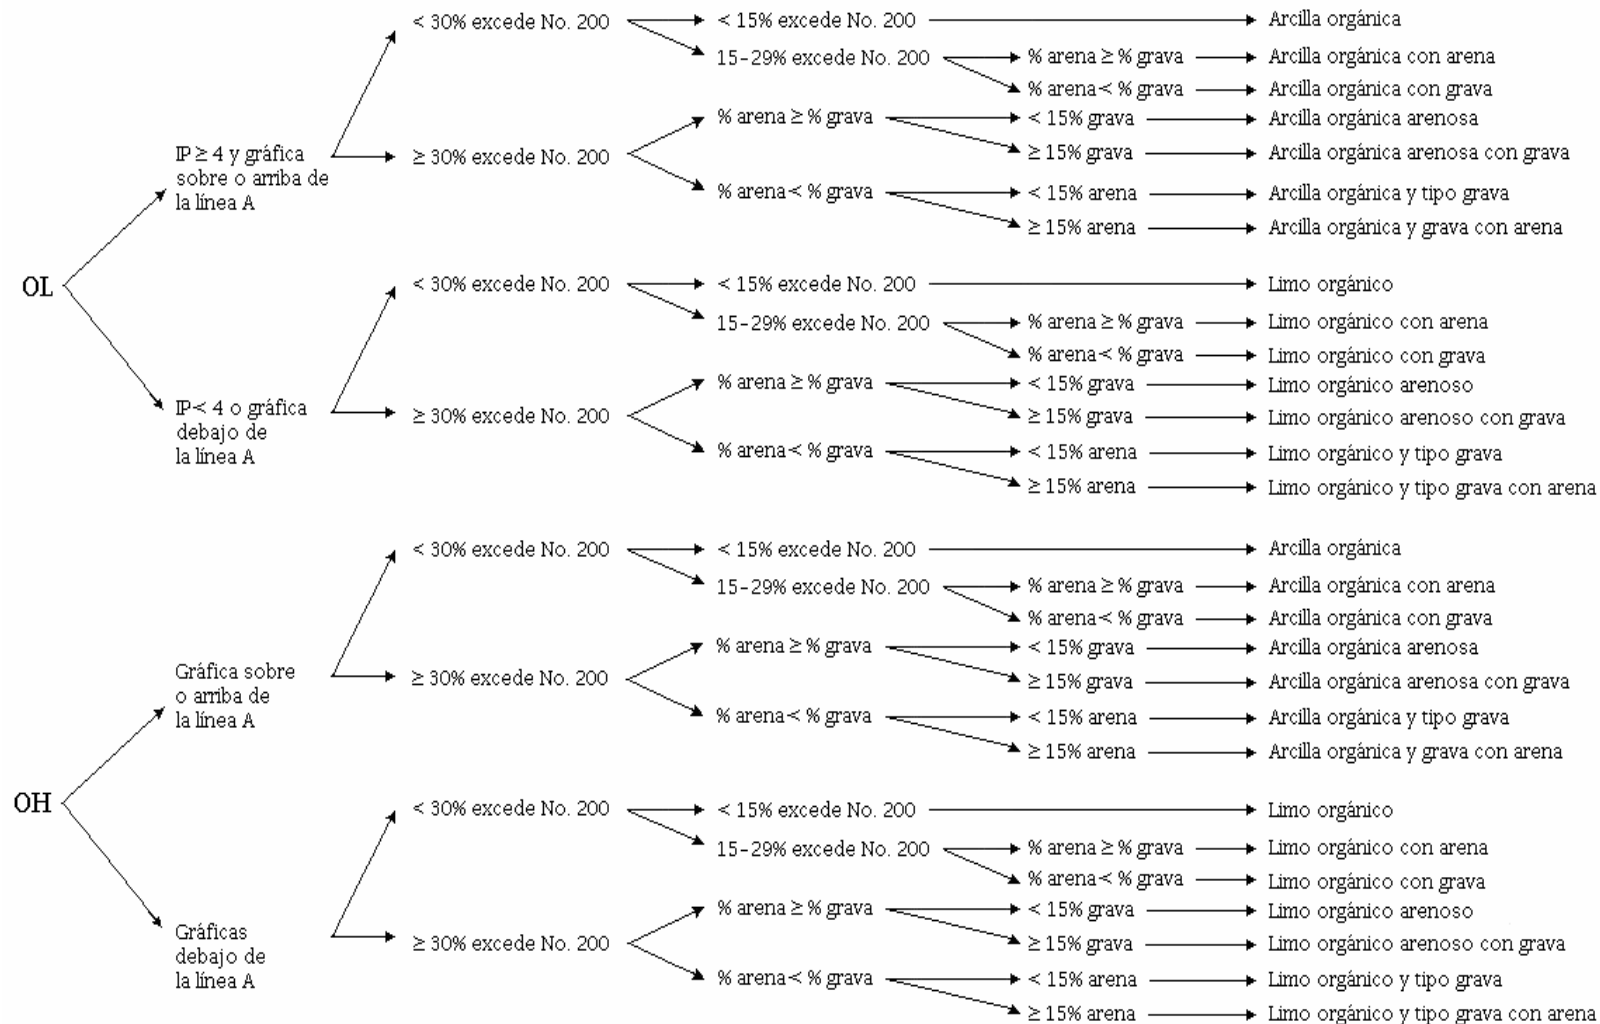 < 30% excede No. 200 < 15% excede No. 200 Arcilla orgánica
15-29% excede No. 200 % arena ≥ % grava Arcilla orgánica con arena
% arena < % grava Arcilla orgánica con grava
% arena ≥ % grava < 15% grava Arcilla orgánica arenosa
IP ≥ 4 y gráfica
sobre o arriba de
la línea A
≥ 30% excede No. 200 ≥ 15% grava Arcilla orgánica arenosa con grava
% arena < % grava < 15% arena Arcilla orgánica y tipo grava
≥ 15% arena Arcilla orgánica y grava con arena
OL
< 30% excede No. 200 < 15% excede No. 200 Limo orgánico
15-29% excede No. 200 % arena ≥ % grava Limo orgánico con arena
% arena < % grava Limo orgánico con grava
% arena ≥ % grava < 15% grava Limo orgánico arenoso
IP < 4 o gráfica
debajo de
la línea A
≥ 30% excede No. 200 ≥ 15% grava Limo orgánico arenoso con grava
% arena < % grava < 15% arena Limo orgánico y tipo grava
≥ 15% arena Limo orgánico y tipo grava con arena
< 30% excede No. 200 < 15% excede No. 200 Arcilla orgánica
15-29% excede No. 200 % arena ≥ % grava Arcilla orgánica con arena
% arena < % grava Arcilla orgánica con grava
% arena ≥ % grava < 15% grava Arcilla orgánica arenosa
Gráfica sobre
o arriba de
la línea A
≥ 30% excede No. 200 ≥ 15% grava Arcilla orgánica arenosa con grava
% arena < % grava < 15% arena Arcilla orgánica y tipo grava
≥ 15% arena Arcilla orgánica y grava con arena
OH
< 30% excede No. 200 < 15% excede No. 200 Limo orgánico
15-29% excede No. 200 % arena ≥ % grava Limo orgánico con arena
% arena < % grava Limo orgánico con grava
% arena ≥ % grava < 15% grava Limo orgánico arenoso
Gráficas
debajo de
la línea A
≥ 30% excede No. 200 ≥ 15% grava Limo orgánico arenoso con grava
% arena < % grava < 15% arena Limo orgánico y tipo grava
≥ 15% arena Limo orgánico y tipo grava con arena